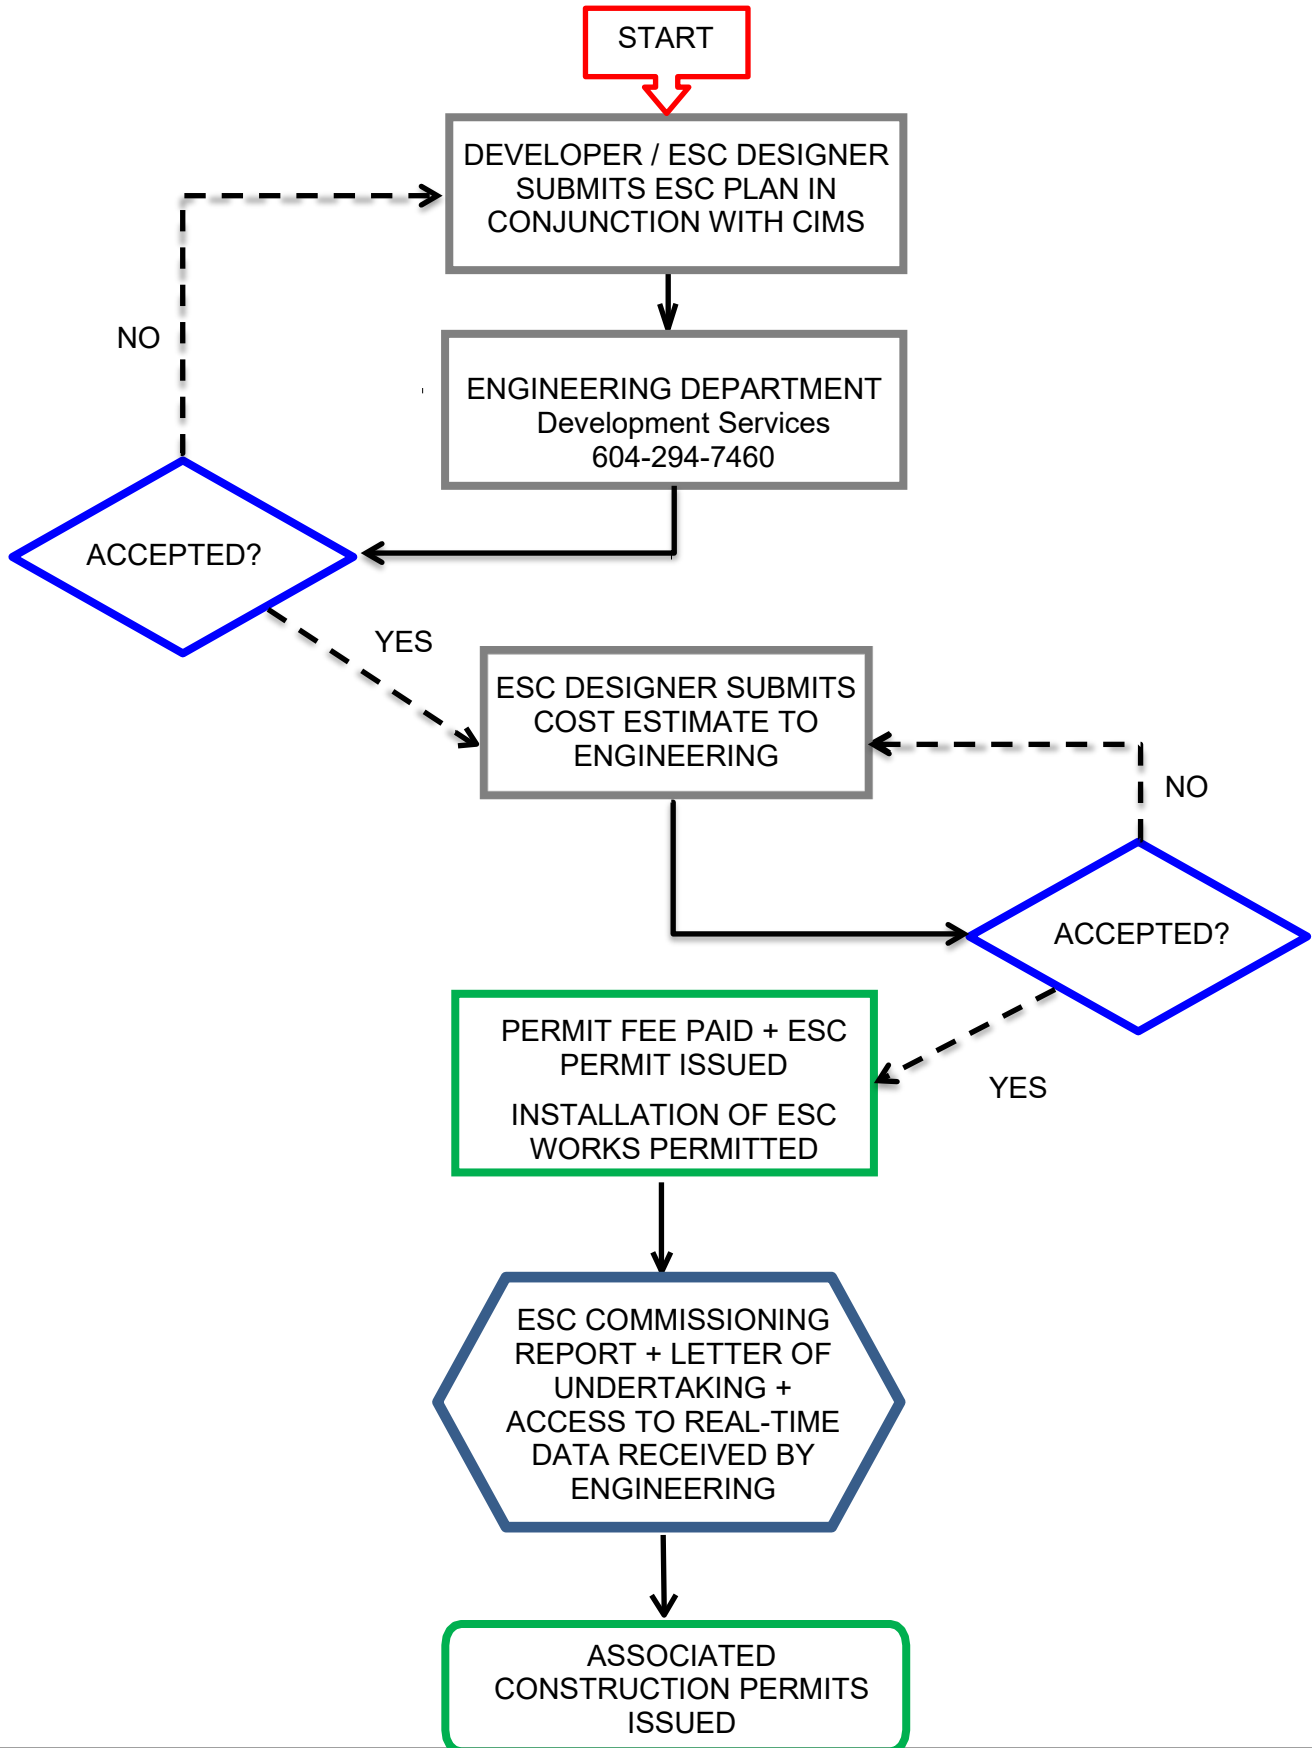 START
DEVELOPER / ESC DESIGNER
SUBMITS ESC PLAN IN
CONJUNCTION WITH CIMS
NO
ENGINEERING DEPARTMENT
Development Services
604-294-7460
ACCEPTED?
YES
ESC DESIGNER SUBMITS
COST ESTIMATE TO
ENGINEERING
NO
ACCEPTED?
PERMIT FEE PAID + ESC
PERMIT ISSUED
INSTALLATION OF ESC
WORKS PERMITTED
YES
ESC COMMISSIONING
REPORT + LETTER OF
UNDERTAKING +
ACCESS TO REAL-TIME
DATA RECEIVED BY
ENGINEERING
ASSOCIATED
CONSTRUCTION PERMITS
ISSUED